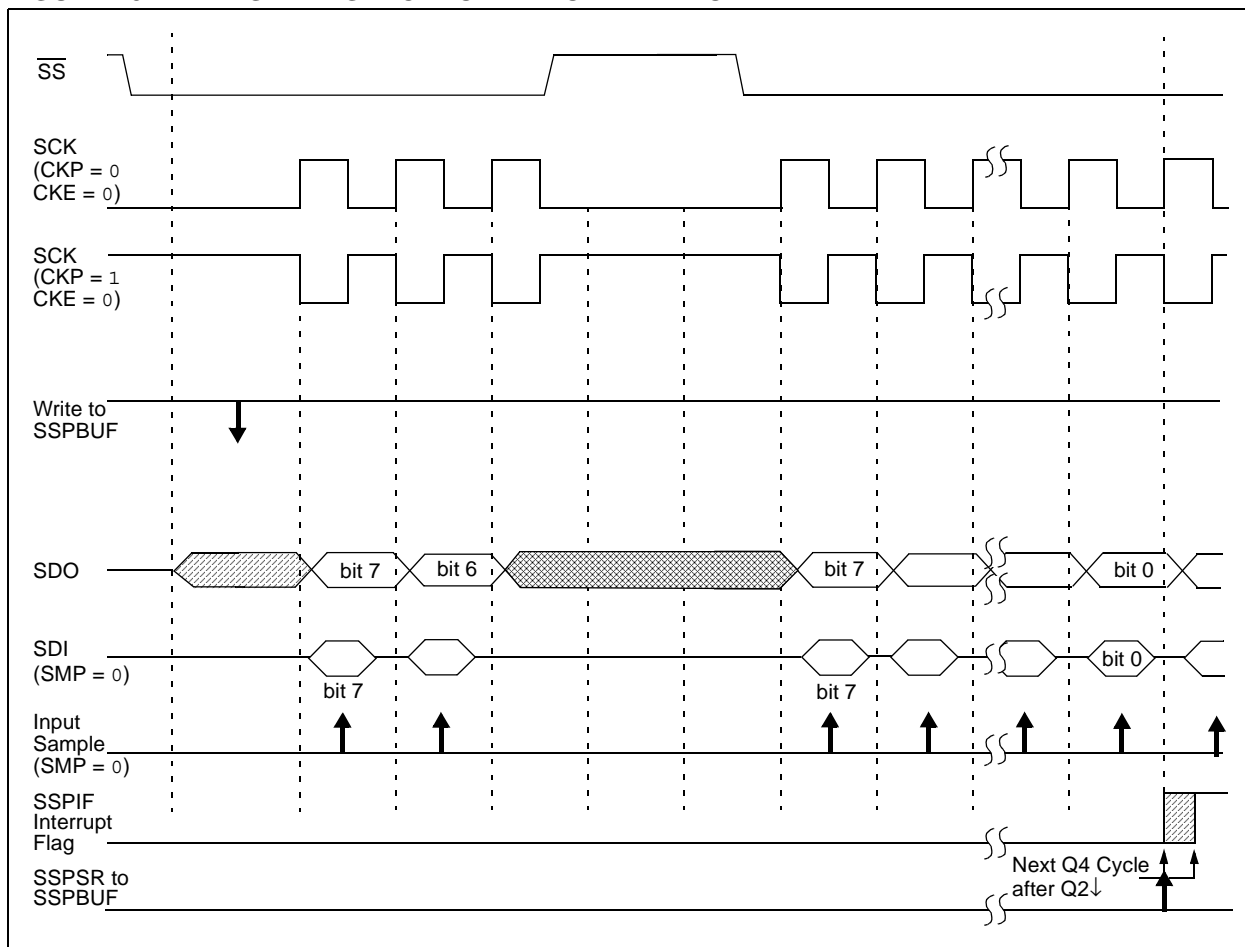 SS
SCK
(CKP = 0
CKE = 0)
SCK
(CKP = 1
CKE = 0)
Write to
SSPBUF
SDO
bit 7
bit 6
bit 7
bit 0
SDI
(SMP = 0)
bit 7
bit 7
bit 0
Input
Sample
(SMP = 0)
SSPIF
Interrupt
Flag
Next Q4 Cycle
after Q2↓
SSPSR to
SSPBUF